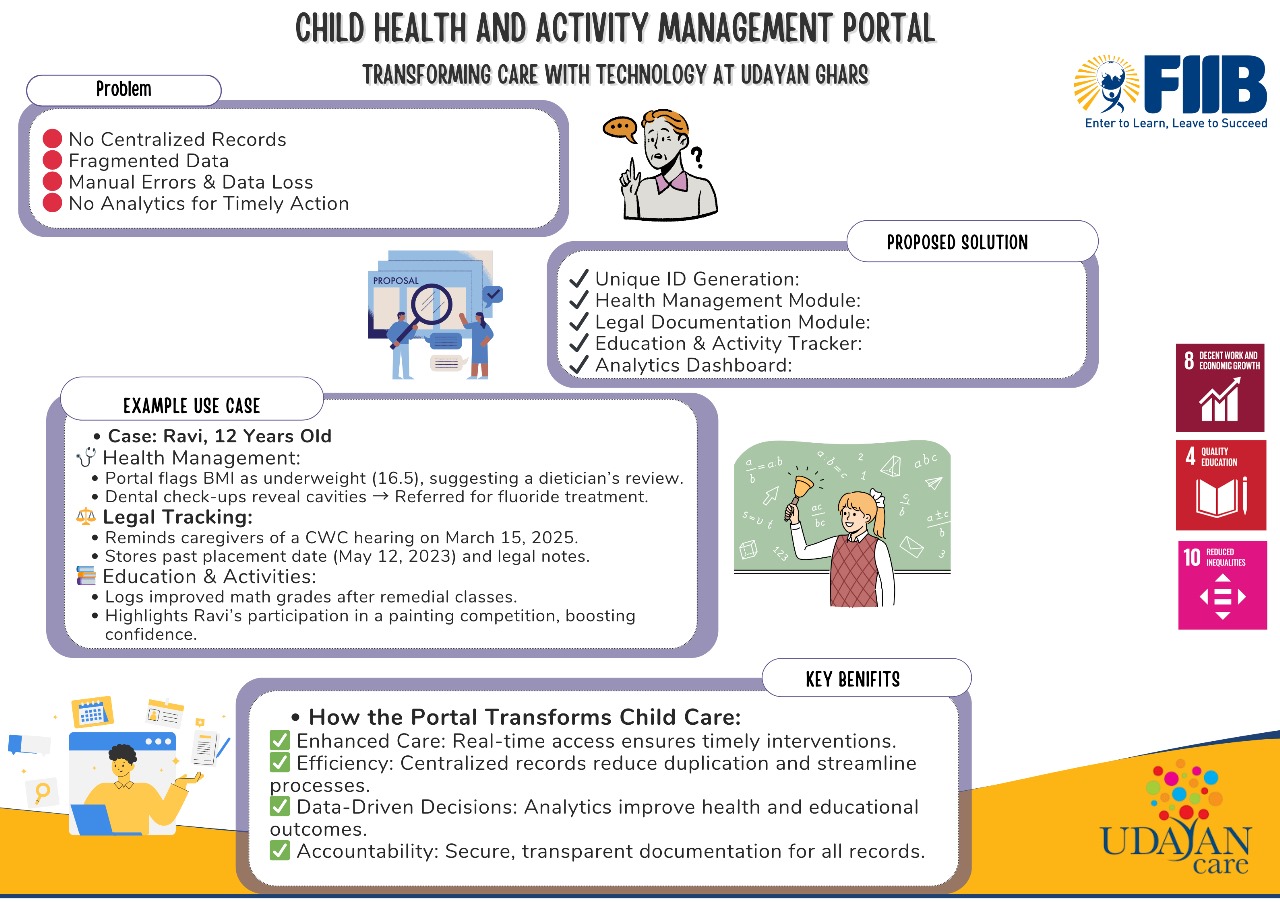 CHILD HEALTH AND ACTIVITY MANAGEMENT PORTAL
TRANSFORMING CARE WITH TECHNOLOGY AT UDAYAN GHARS
FIIB
Enter to Learn, Leave to Succeed
Problem
No Centralized Records
Fragmented Data
Manual Errors & Data Loss
No Analytics for Timely Action
?
PROPOSED SOLUTION
✓ Unique ID Generation:
✓ Health Management Module:
✓ Legal Documentation Module:
✓ Education & Activity Tracker:
✓ Analytics Dashboard:
PROPOSAL
EXAMPLE USE CASE
• Case: Ravi, 12 Years Old
Health Management:
• Portal flags BMI as underweight (16.5), suggesting a dietician's review.
• Dental check-ups reveal cavities → Referred for fluoride treatment.
Legal Tracking:
• Reminds caregivers of a CWC hearing on March 15, 2025.
• Stores past placement date (May 12, 2023) and legal notes.
Education & Activities:
• Logs improved math grades after remedial classes.
• Highlights Ravi's participation in a painting competition, boosting
confidence.
8 DECENT WORK AND
ECONOMIC GROWTH
4 QUALITY
EDUCATION
10 REDUCED
INEQUALITIES
KEY BENIFITS
• How the Portal Transforms Child Care:
✅ Enhanced Care: Real-time access ensures timely interventions.
✅ Efficiency: Centralized records reduce duplication and streamline
processes.
✅ Data-Driven Decisions: Analytics improve health and educational
outcomes.
✅ Accountability: Secure, transparent documentation for all records.
UDAYAN
care